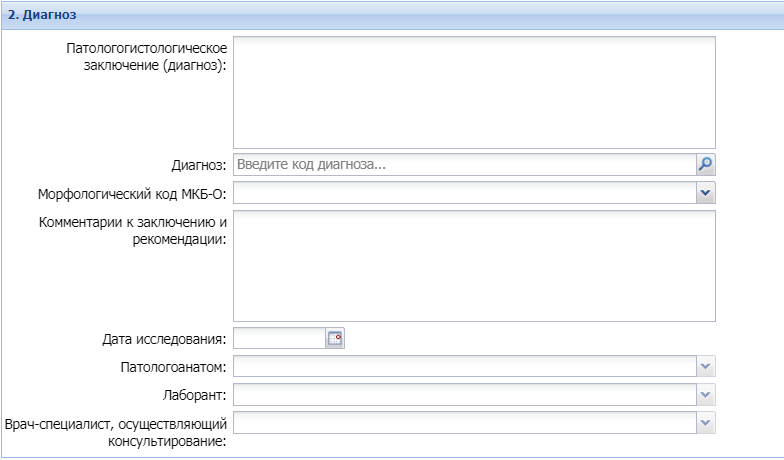 2. Диагноз
Патологогистологическое
заключение (диагноз):
Диагноз: Введите код диагноза...
Морфологический код МКБ-О:
Комментарии к заключению и
рекомендации:
Дата исследования:
Патологоанатом:
Лаборант:
Врач-специалист, осуществляющий
консультирование: